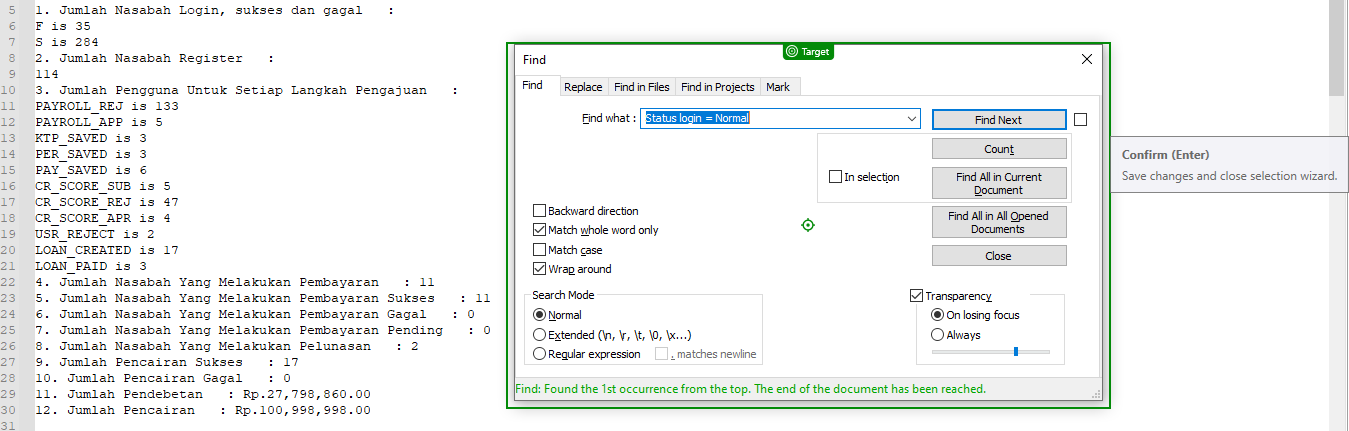 5 1. Jumlah Nasabah Login, sukses dan gagal   :
6 F is 35
7 S is 284
8 2. Jumlah Nasabah Register   :
9 114
10 3. Jumlah Pengguna Untuk Setiap Langkah Pengajuan   :
11 PAYROLL_REJ is 133
12 PAYROLL_APP is 5
13 KTP_SAVED is 3
14 PER_SAVED is 3
15 PAY_SAVED is 6
16 CR_SCORE_SUB is 5
17 CR_SCORE_REJ is 47
18 CR_SCORE_APR is 4
19 USR_REJECT is 2
20 LOAN_CREATED is 17
21 LOAN_PAID is 3
22 4. Jumlah Nasabah Yang Melakukan Pembayaran   : 11
23 5. Jumlah Nasabah Yang Melakukan Pembayaran Sukses   : 11
24 6. Jumlah Nasabah Yang Melakukan Pembayaran Gagal   : 0
25 7. Jumlah Nasabah Yang Melakukan Pembayaran Pending   : 0
26 8. Jumlah Nasabah Yang Melakukan Pelunasan   : 2
27 9. Jumlah Pencairan Sukses   : 17
28 10. Jumlah Pencairan Gagal   : 0
29 11. Jumlah Pendebetan   : Rp.27,798,860.00
30 12. Jumlah Pencairan   : Rp.100,998,998.00
31
Target
Find
Find Replace Find in Files Find in Projects Mark
Find what : Status login = Normal
Find Next
Count
In selection
Find All in Current
Document
Find All in All Opened
Documents
Close
Backward direction
Match whole word only
Match case
Wrap around
Search Mode
Normal
Extended (\n, \r, \t, \0, \x...)
Regular expression
. matches newline
Transparency
On losing focus
Always
Find: Found the 1st occurrence from the top. The end of the document has been reached.
Confirm (Enter)
Save changes and close selection wizard.